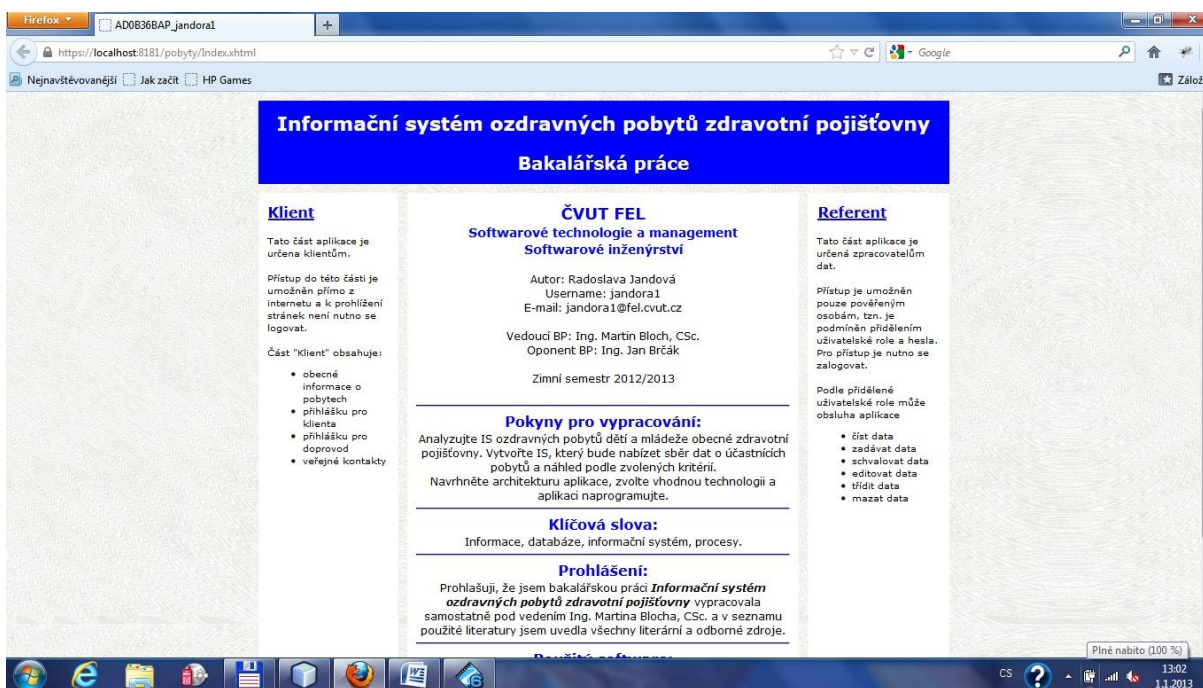 Firefox
AD0B36BAP_jandora1
https://localhost:8181/pobyty/Index.xhtml
Google
Nejnavštěvovanější
Jak začít
HP Games
Zálož
Informační systém ozdravných pobytů zdravotní pojišťovny
Bakalářská práce
Klient
Tato část aplikace je
určena klientům.
Přístup do této části je
umožněn přímo z
internetu a k prohlížení
stránek není nutno se
logovat.
Část "Klient" obsahuje:
• obecné
informace o
pobytech
• přihlášku pro
klienta
• přihlášku pro
doprovod
• veřejné kontakty
ČVUT FEL
Softwarové technologie a management
Softwarové inženýrství
Autor: Radoslava Jandová
Username: jandora1
E-mail: jandora1@fel.cvut.cz
Vedoucí BP: Ing. Martin Bloch, CSc.
Oponent BP: Ing. Jan Brčák
Zimní semestr 2012/2013
Pokyny pro vypracování:
Analyzujte IS ozdravných pobytů dětí a mládeže obecné zdravotní
pojišťovny. Vytvořte IS, který bude nabízet sběr dat o účastnících
pobytů a náhled podle zvolených kritérií.
Navrhněte architekturu aplikace, zvolte vhodnou technologii a
aplikaci naprogramujte.
Klíčová slova:
Informace, databáze, informační systém, procesy.
Prohlášení:
Prohlašuji, že jsem bakalářskou práci Informační systém
ozdravných pobytů zdravotní pojišťovny vypracovala
samostatně pod vedením Ing. Martina Blocha, CSc. a v seznamu
použité literatury jsem uvedla všechny literární a odborné zdroje.
Použitý software:
Referent
Tato část aplikace je
určená zpracovatelům
dat.
Přístup je umožněn
pouze pověřeným
osobám, tzn. je
podmíněn přidělením
uživatelské role a hesla.
Pro přístup je nutno se
zalogovat.
Podle přidělené
uživatelské role může
obsluha aplikace
• číst data
• zadávat data
• schvalovat data
• editovat data
• třídit data
• mazat data
Plně nabito (100 %)
CS
13:02
1.1.2013